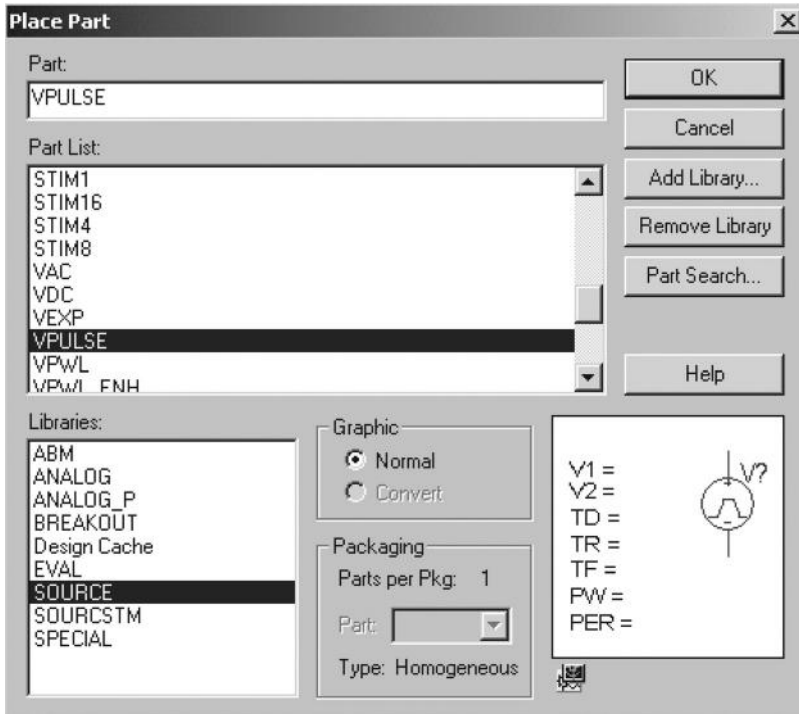 Place Part
Part:
VPULSE
Part List:
STIM1
STIM16
STIM4
STIM8
VAC
VDC
VEXP
VPULSE
VPWL
VPWL_ENH
OK
Cancel
Add Library...
Remove Library
Part Search...
Help
Libraries:
ABM
ANALOG
ANALOG_P
BREAKOUT
Design Cache
EVAL
SOURCE
SOURCSTM
SPECIAL
Graphic
Normal
Convert
Packaging
Parts per Pkg: 1
Part:
Type: Homogeneous
V1 =
V2 =
TD =
TR =
TF =
PW =
PER =
V?